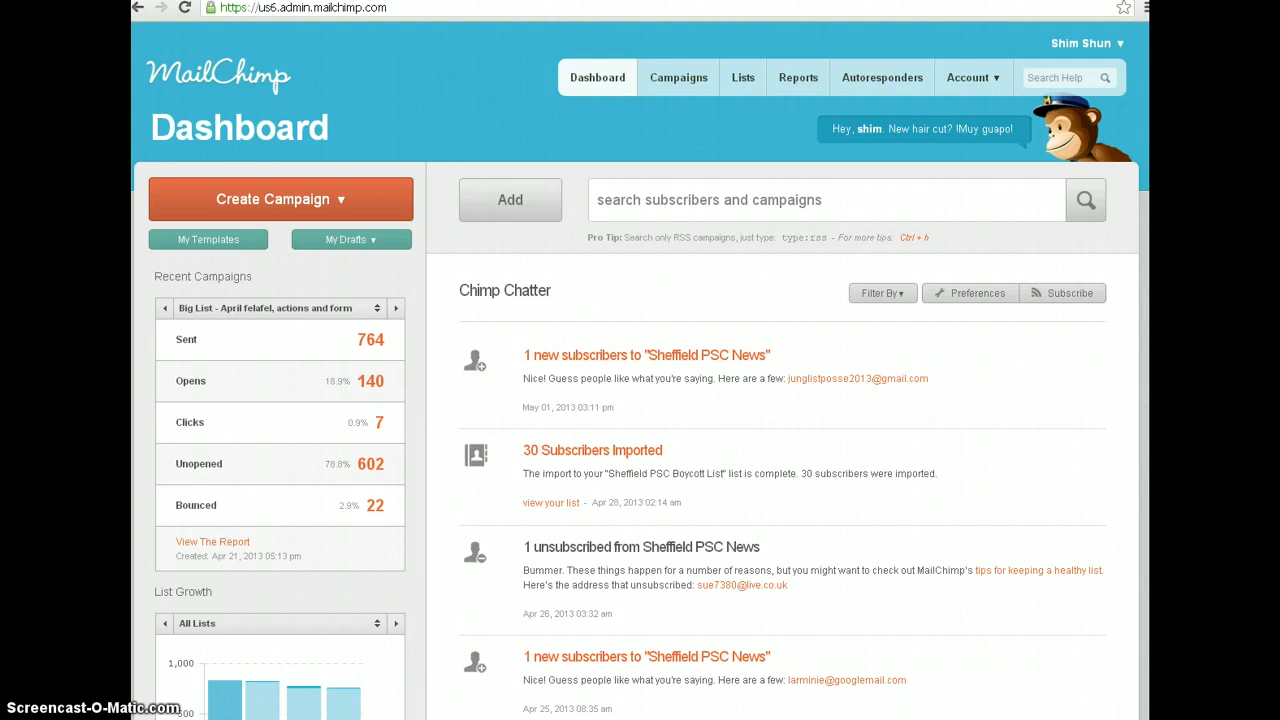 https://us6.admin.mailchimp.com
Shim Shun ▼
MailChimp
Dashboard Campaigns Lists Reports Autoresponders Account ▼ Search Help
Dashboard
Hey, shim. New hair cut? !Muy guapo!
Create Campaign ▼
Add
search subscribers and campaigns
My Templates
My Drafts ▼
Pro Tip: Search only RSS campaigns, just type: type:rss - For more tips: Ctrl + h
Recent Campaigns
Big List - April felafel, actions and form
Sent 764
Opens 18.9% 140
Clicks 0.9% 7
Unopened 78.8% 602
Bounced 2.9% 22
View The Report
Created: Apr 21, 2013 05:13 pm
List Growth
All Lists
1,000
500
Chimp Chatter
Filter By ▾ Preferences Subscribe
1 new subscribers to "Sheffield PSC News"
Nice! Guess people like what you're saying. Here are a few: junglistposse2013@gmail.com
May 01, 2013 03:11 pm
30 Subscribers Imported
The import to your "Sheffield PSC Boycott List" list is complete. 30 subscribers were imported.
view your list - Apr 28, 2013 02:14 am
1 unsubscribed from Sheffield PSC News
Bummer. These things happen for a number of reasons, but you might want to check out MailChimp's tips for keeping a healthy list.
Here's the address that unsubscribed: sue7380@live.co.uk
Apr 26, 2013 03:32 am
1 new subscribers to "Sheffield PSC News"
Nice! Guess people like what you're saying. Here are a few: larminie@googlemail.com
Apr 25, 2013 08:35 am
Screencast-O-Matic.com